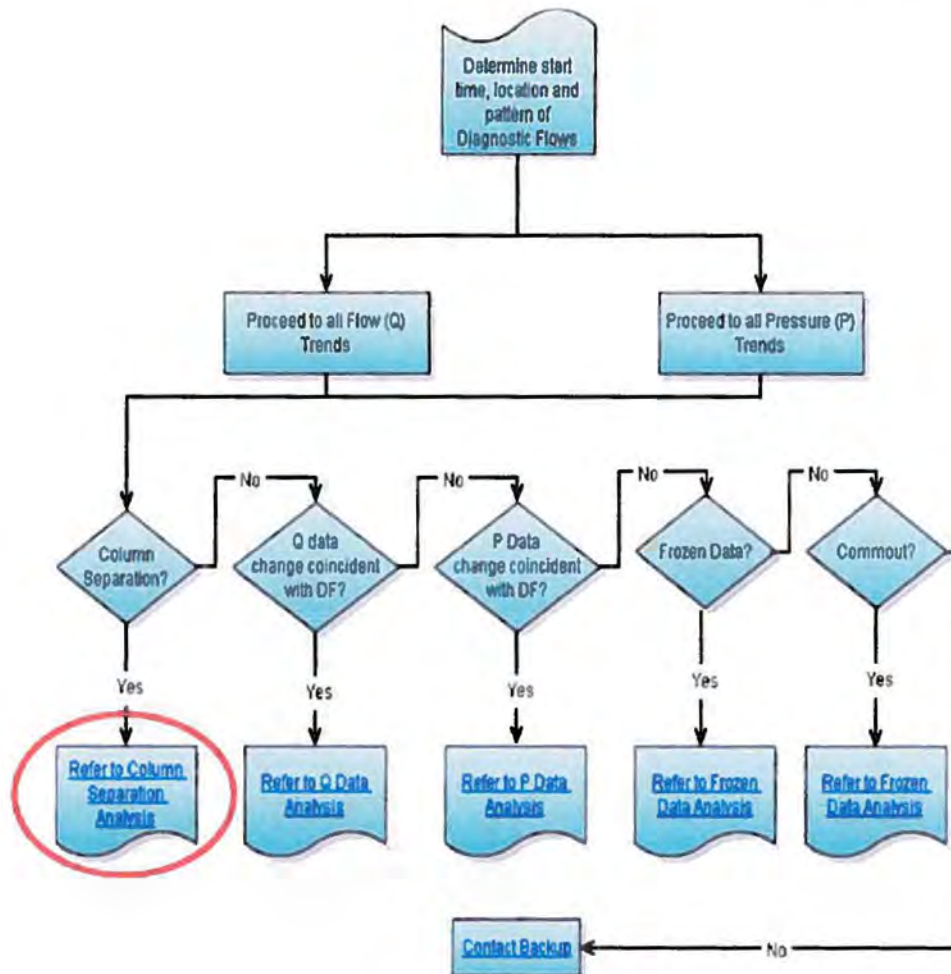 Determine start
time, location and
pattern of
Diagnostic Flows
Proceed to all Flow (Q)
Trends
Proceed to all Pressure (P)
Trends
No
No
No
No
Column
Separation?
Q data
change coincident
with DF?
P Data
change coincident
with DF?
Frozen Data?
Commout?
Yes
Yes
Yes
Yes
Yes
Refer to Column
Separation
Analysis
Refer to Q Data
Analysis
Refer to P Data
Analysis
Refer to Frozen
Data Analysis
Refer to Frozen
Data Analysis
Contact Backup
No